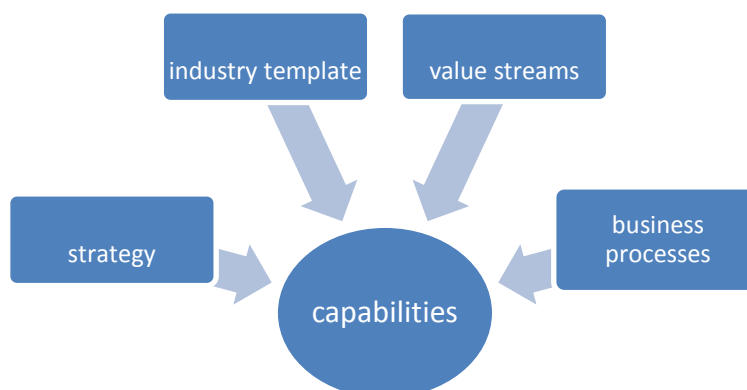 industry template
value streams
strategy
business
processes
capabilities